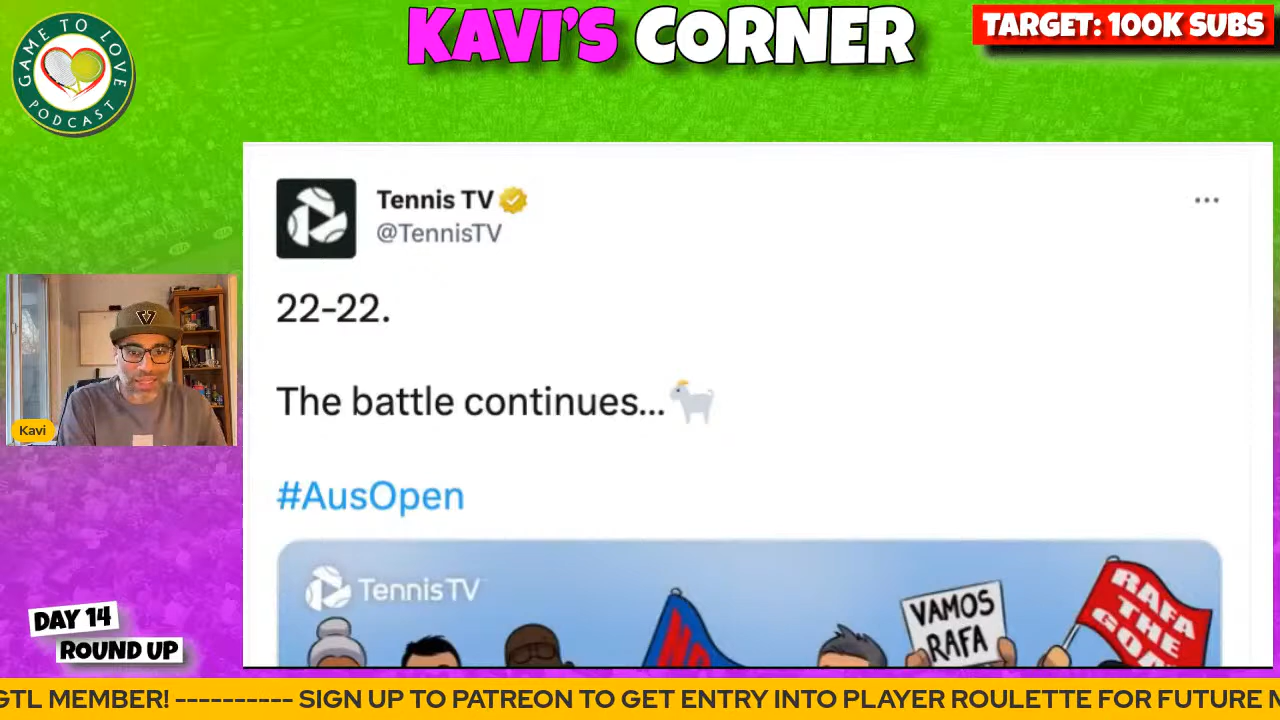 GAME TO LOVE
PODCAST
KAVI'S CORNER
TARGET: 100K SUBS
Tennis TV
@TennisTV
22-22.
The battle continues...
#AusOpen
Tennis TV
VAMOS
RAFA
RAFA
THE
Kavi
DAY 14
ROUND UP
GTL MEMBER! ---------- SIGN UP TO PATREON TO GET ENTRY INTO PLAYER ROULETTE FOR FUTURE